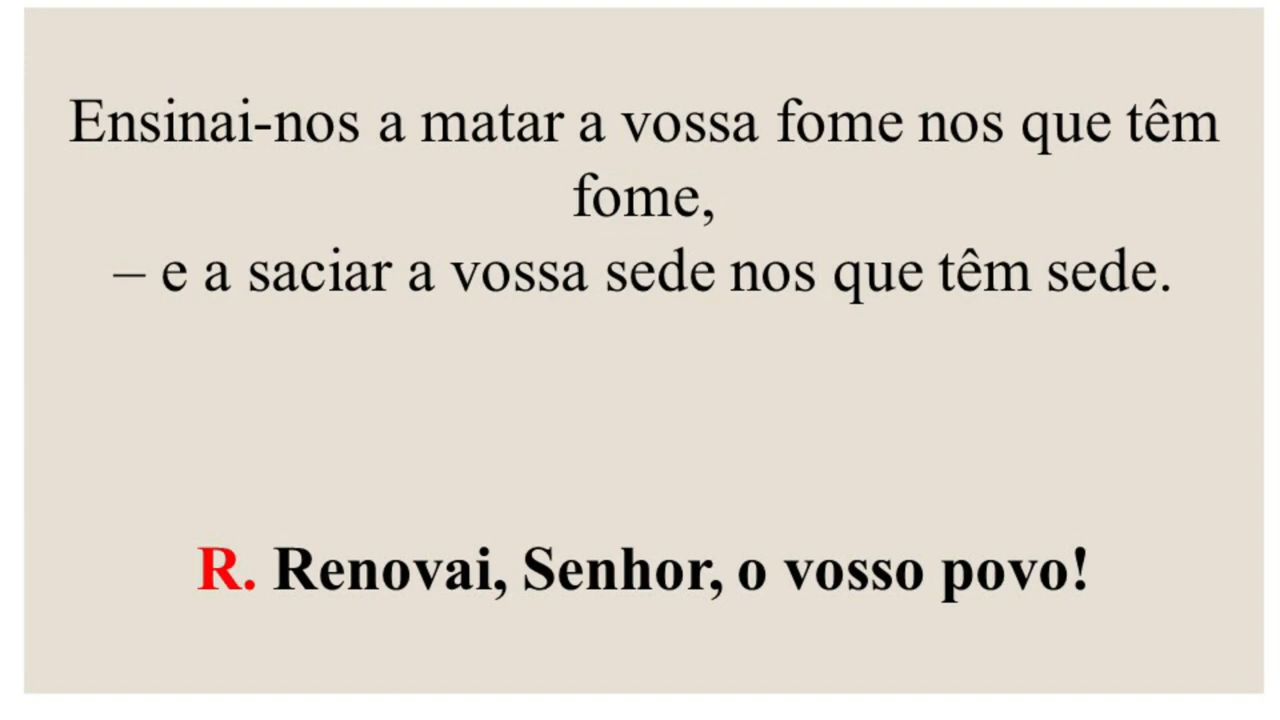 Ensinai-nos a matar a vossa fome nos que têm
fome,
– e a saciar a vossa sede nos que têm sede.
R. Renovai, Senhor, o vosso povo!